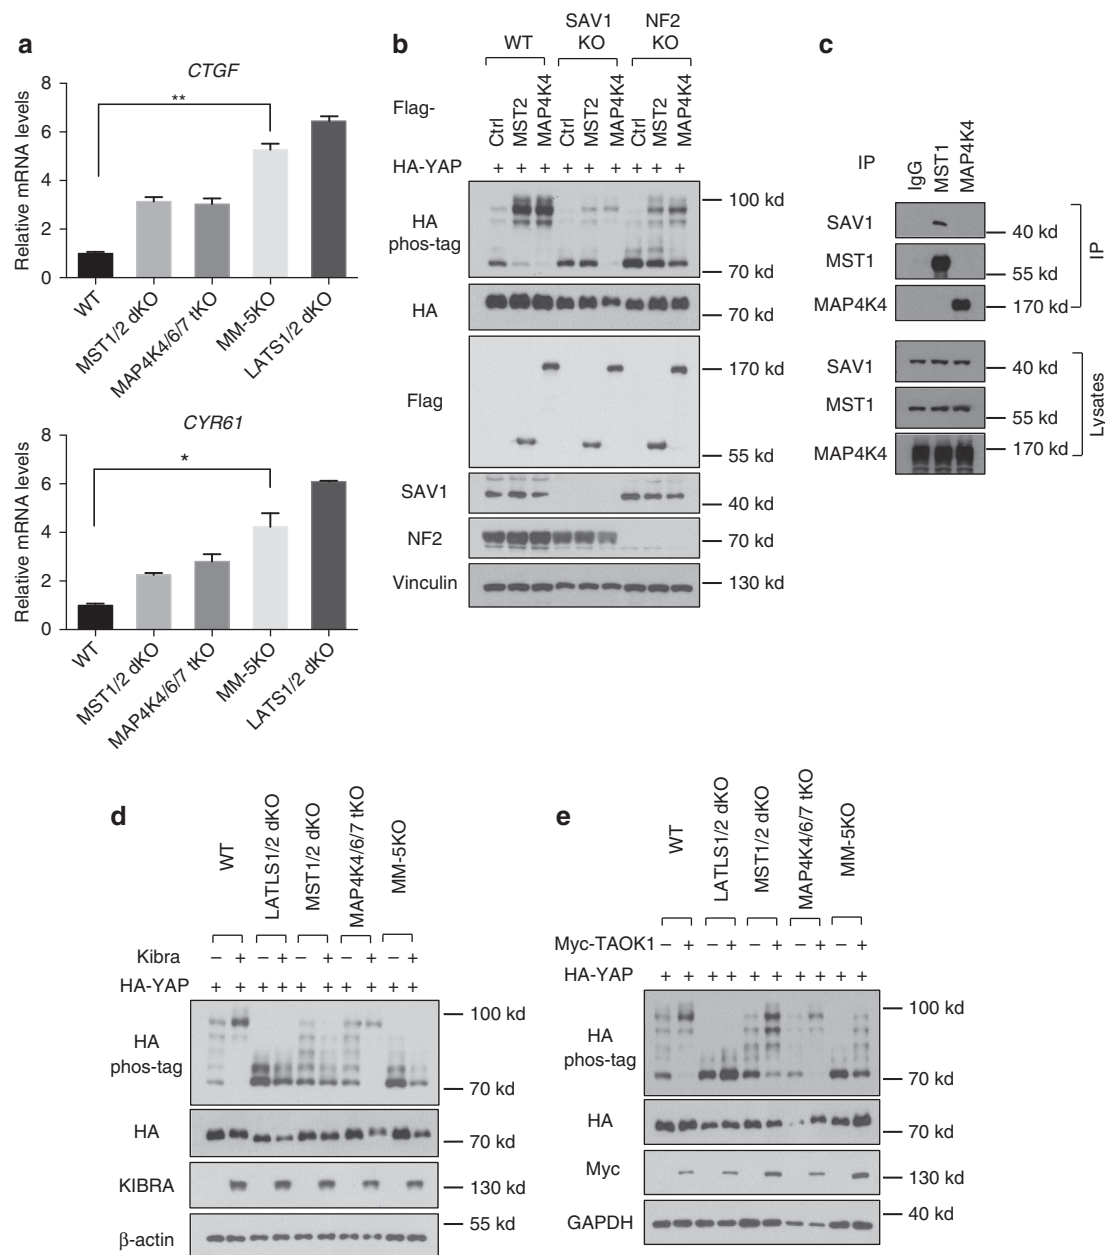 a
CTGF
Relative mRNA levels
8
6
4
2
0
**
WT
MST1/2 dKO
MAP4K4/6/7 tKO
MM-5KO
LATS1/2 dKO
CYR61
Relative mRNA levels
8
6
4
2
0
*
WT
MST1/2 dKO
MAP4K4/6/7 tKO
MM-5KO
LATS1/2 dKO
b
WT
SAV1 KO
NF2 KO
Flag-
Ctrl
MST2
MAP4K4
Ctrl
MST2
MAP4K4
Ctrl
MST2
MAP4K4
HA-YAP + + + + + + + + +
HA
phos-tag
100 kd
70 kd
HA
70 kd
Flag
170 kd
55 kd
SAV1
40 kd
NF2
70 kd
Vinculin
130 kd
c
IP
IgG
MST1
MAP4K4
SAV1
40 kd
MST1
55 kd
MAP4K4
170 kd
IP
SAV1
40 kd
MST1
55 kd
MAP4K4
170 kd
Lysates
d
WT
LATLS1/2 dKO
MST1/2 dKO
MAP4K4/6/7 tKO
MM-5KO
Kibra – + – + – + – + – +
HA-YAP + + + + + + + + + +
HA
phos-tag
100 kd
70 kd
HA
70 kd
KIBRA
130 kd
β-actin
55 kd
e
WT
LATLS1/2 dKO
MST1/2 dKO
MAP4K4/6/7 tKO
MM-5KO
Myc-TAOK1 – + – + – + – + – +
HA-YAP + + + + + + + + + +
HA
phos-tag
100 kd
70 kd
HA
70 kd
Myc
130 kd
GAPDH
40 kd